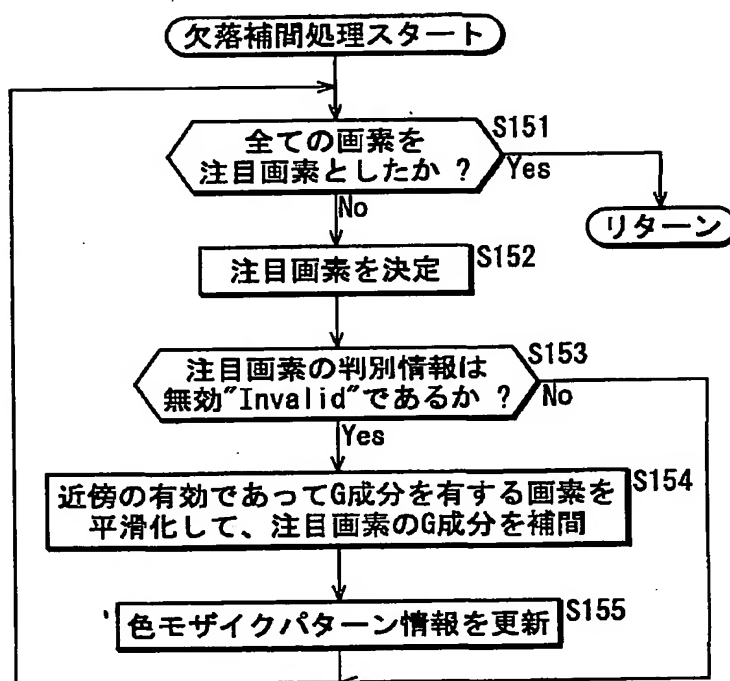 欠落補間処理スタート
S151
全ての画素を
注目画素としたか ?
Yes
No
リターン
S152
注目画素を決定
S153
注目画素の判別情報は
無効"Invalid"であるか ?
No
Yes
S154
近傍の有効であってG成分を有する画素を
平滑化して、注目画素のG成分を補間
S155
色モザイクパターン情報を更新